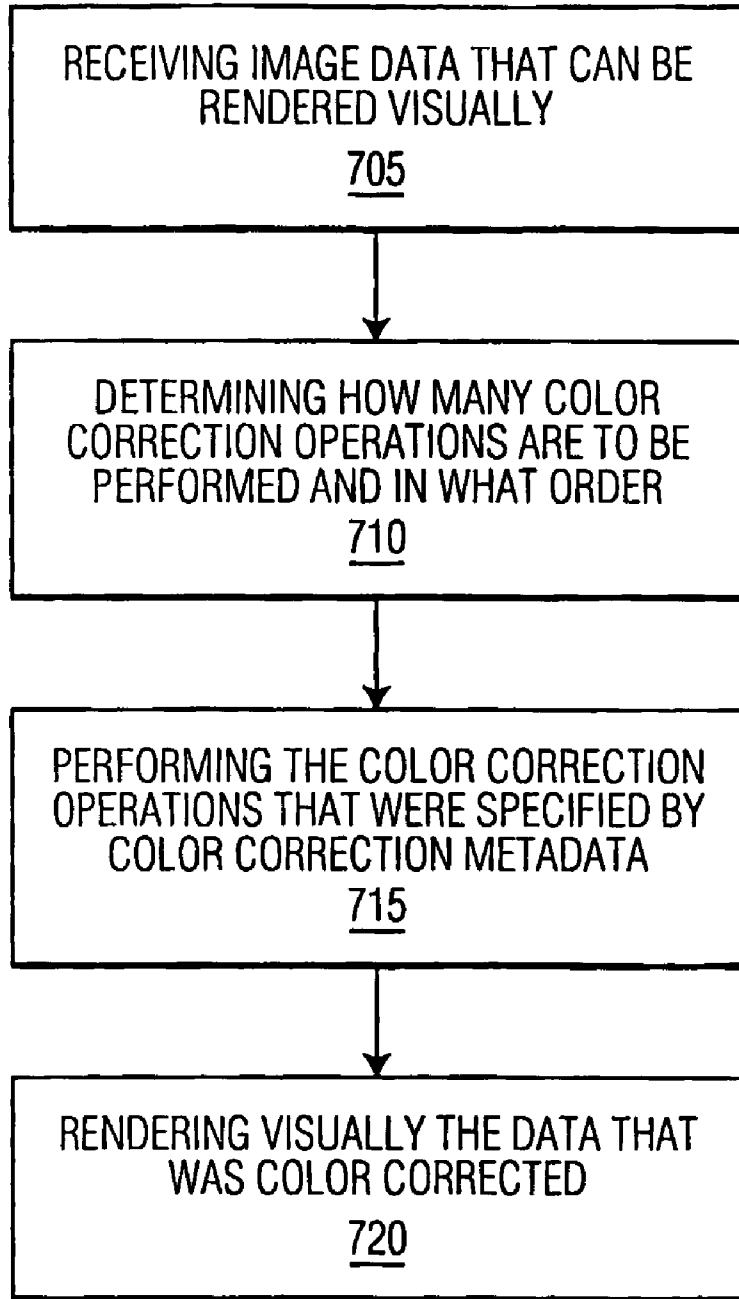 RECEIVING IMAGE DATA THAT CAN BE
RENDERED VISUALLY
705
DETERMINING HOW MANY COLOR
CORRECTION OPERATIONS ARE TO BE
PERFORMED AND IN WHAT ORDER
710
PERFORMING THE COLOR CORRECTION
OPERATIONS THAT WERE SPECIFIED BY
COLOR CORRECTION METADATA
715
RENDERING VISUALLY THE DATA THAT
WAS COLOR CORRECTED
720